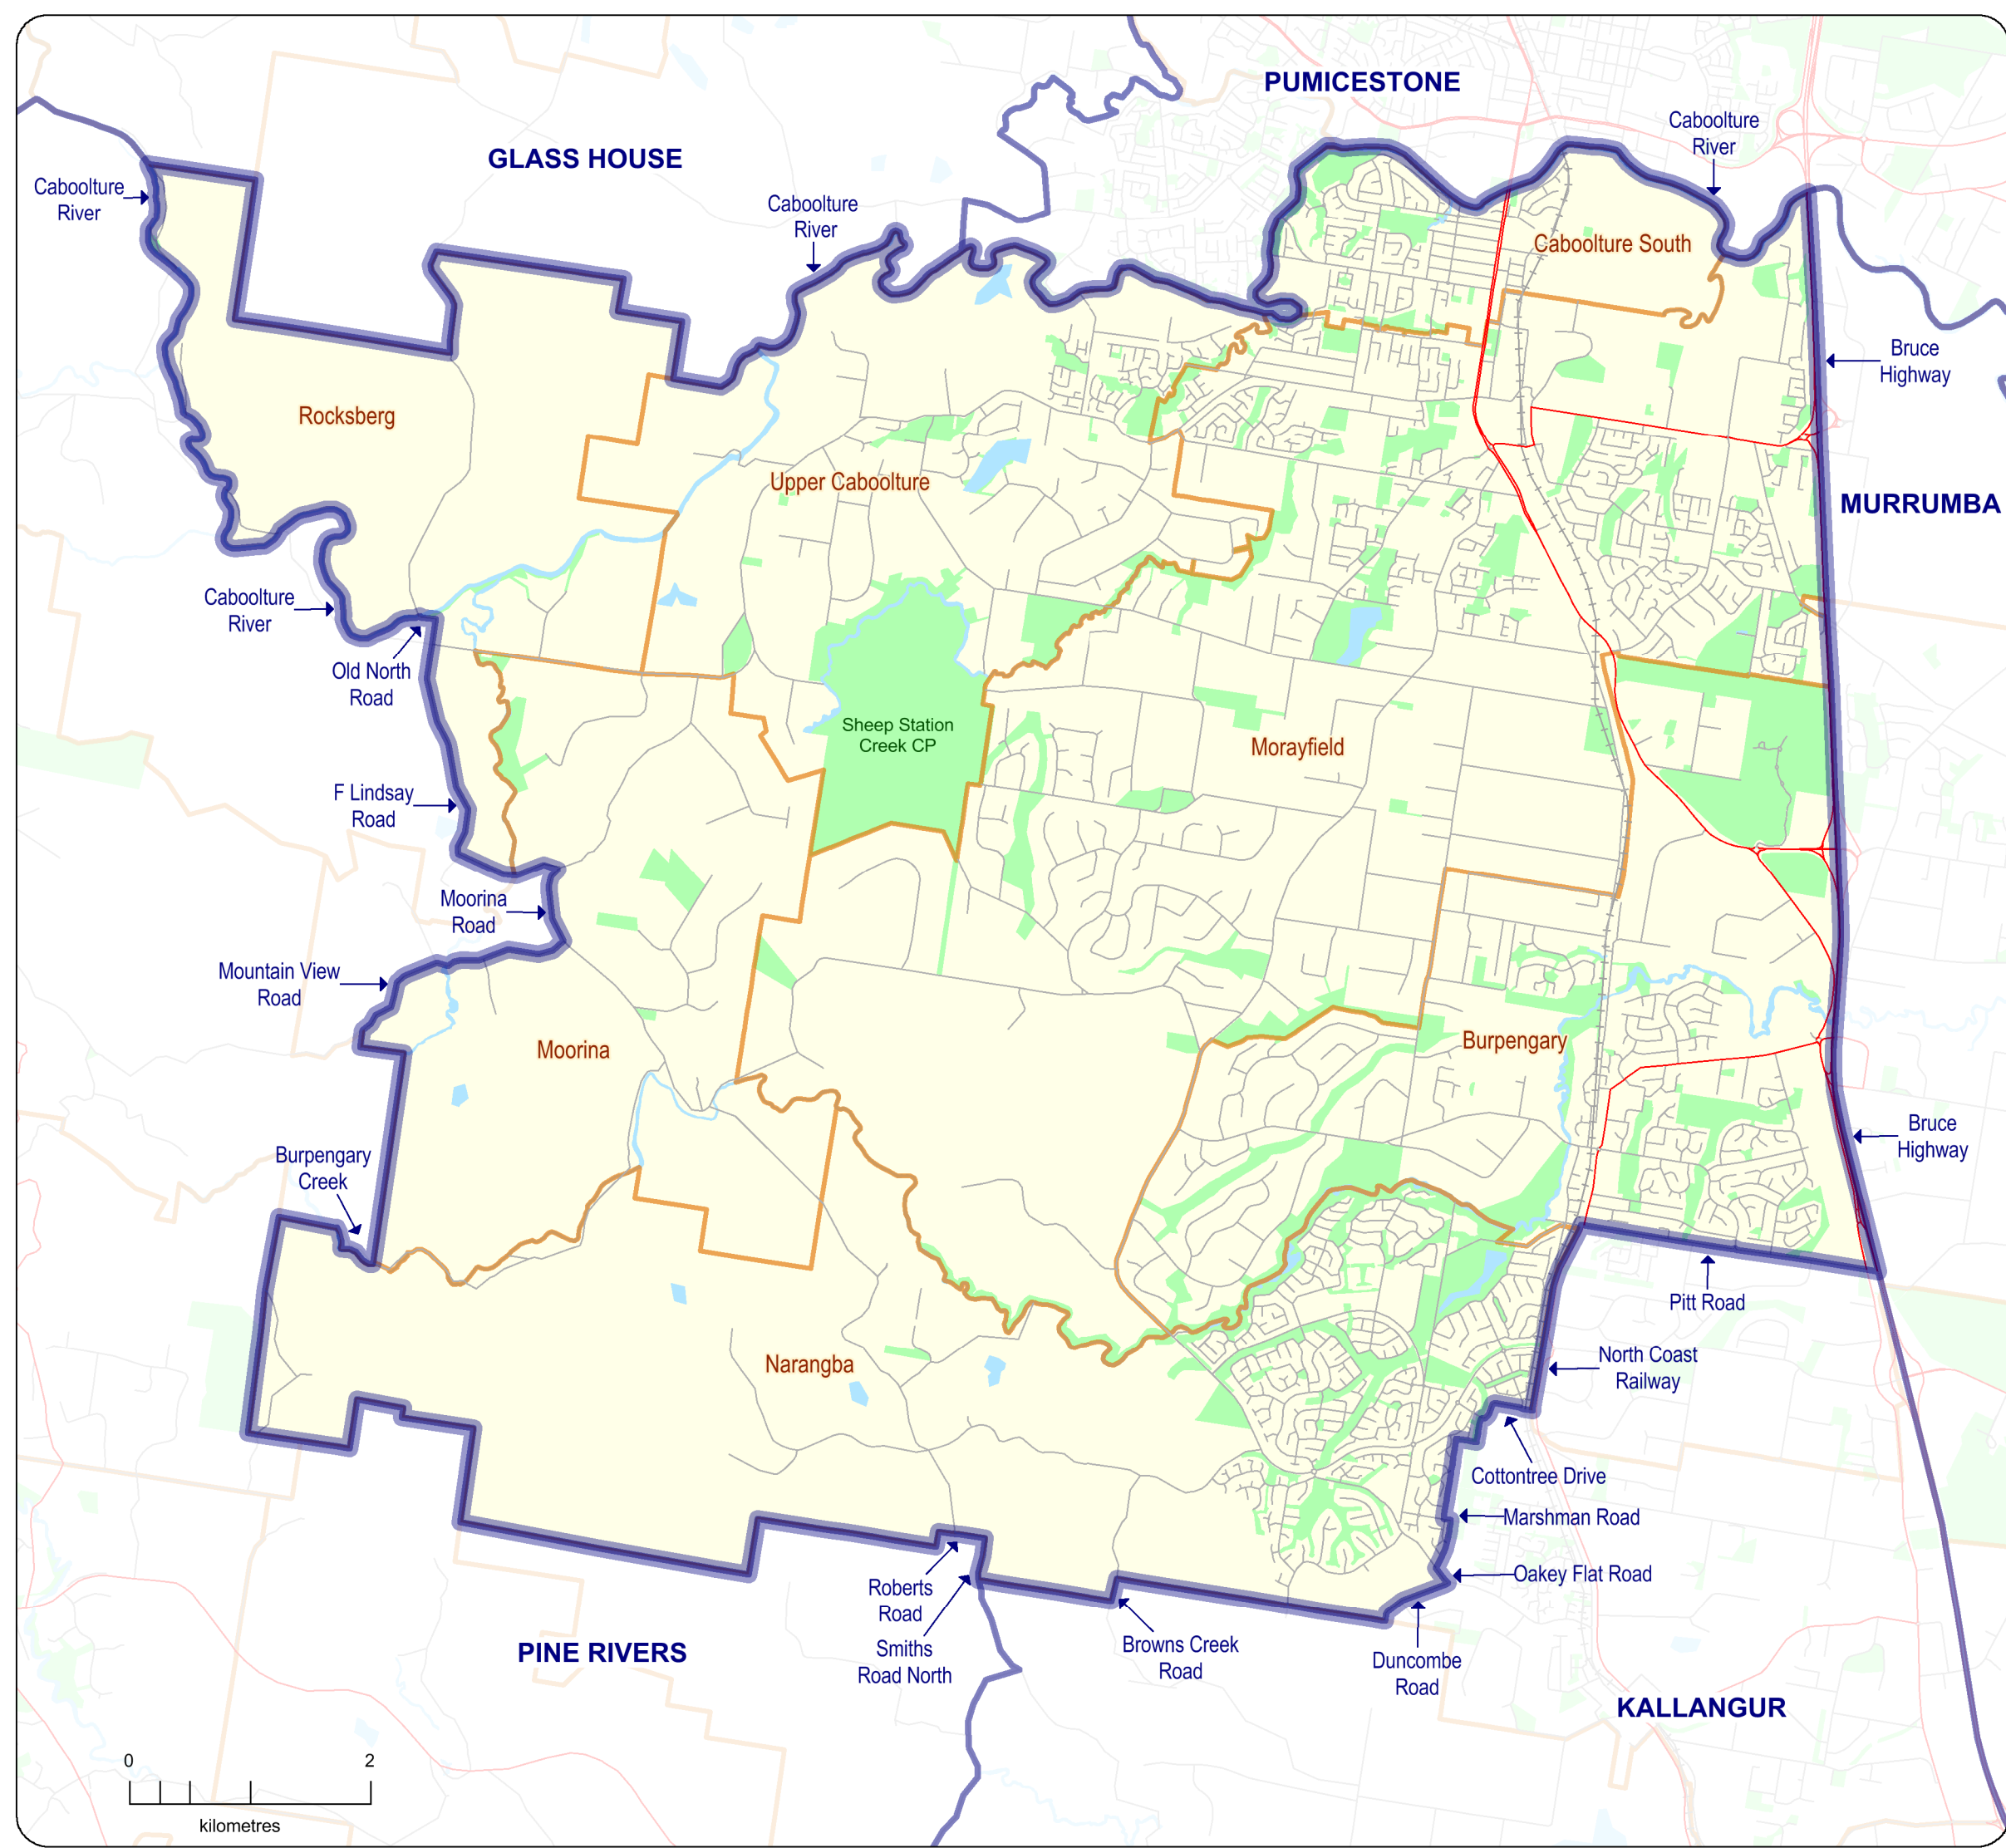 PUMICESTONE
Caboolture
River
GLASS HOUSE
Caboolture
River
Caboolture
River
Caboolture South
Bruce
Highway
Rocksberg
Upper Caboolture
MURRUMBA
Caboolture
River
Old North
Road
Sheep Station
Creek CP
Morayfield
F Lindsay
Road
Moorina
Road
Mountain View
Road
Moorina
Burpengary
Bruce
Highway
Burpengary
Creek
Pitt Road
Narangba
North Coast
Railway
Cottontree Drive
Marshman Road
Oakey Flat Road
Roberts
Road
Smiths
Road North
Browns Creek
Road
Duncombe
Road
PINE RIVERS
KALLANGUR
0 2
kilometres